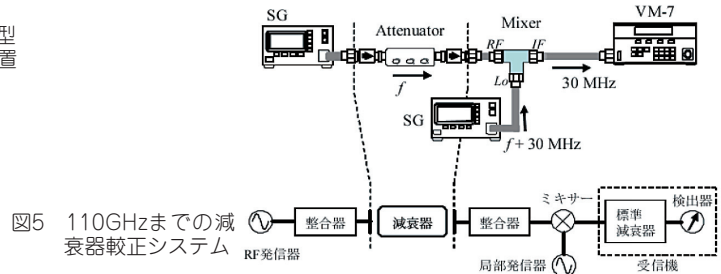 型
置
SG
Attenuator
Mixer
VM-7
RF
IF
Lo
f
30 MHz
SG
f + 30 MHz
図5 110GHzまでの減
衰器較正システム
RF発信器
整合器
減衰器
整合器
ミキサー
局部発信器
標準
減衰器
検出器
受信機